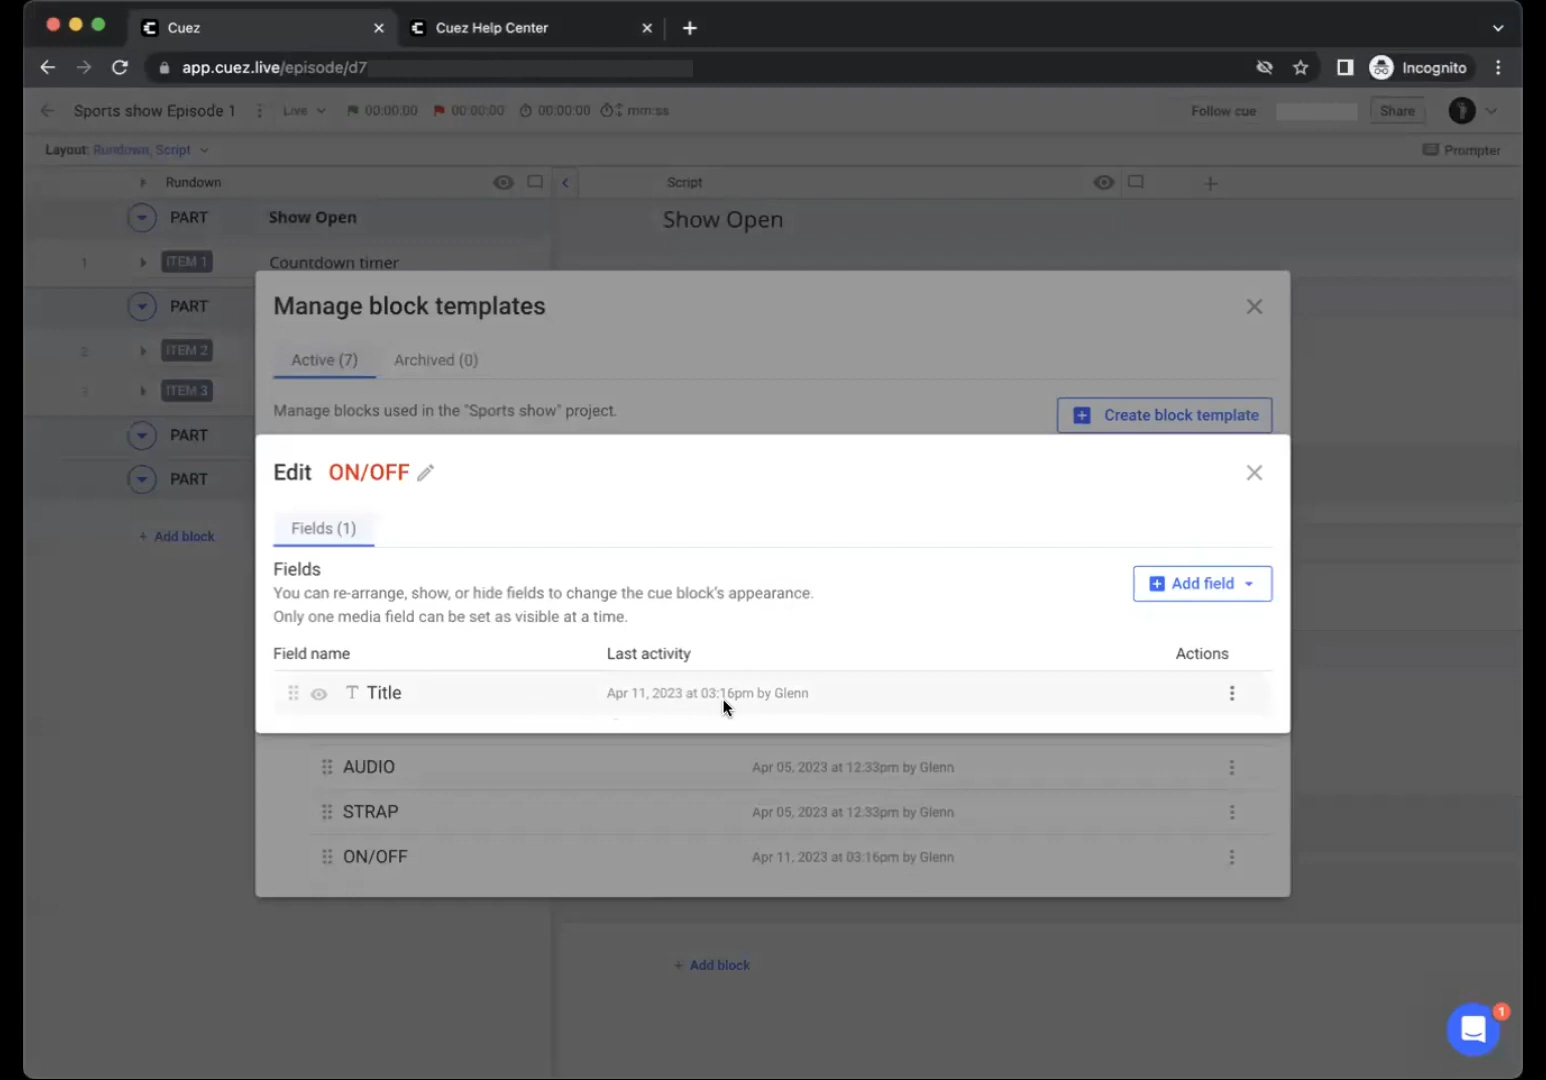 Cuez
Cuez Help Center
app.cuez.live/episode/d7
Incognito
Sports show Episode 1
Live
00:00:00
00:00:00
00:00:00
mm:ss
Follow cue
Share
Layout: Rundown, Script
Prompter
Rundown
Script
PART
Show Open
Show Open
1
ITEM 1
Countdown timer
PART
2
ITEM 2
ITEM 3
PART
PART
+ Add block
Manage block templates
Active (7)
Archived (0)
Manage blocks used in the "Sports show" project.
Create block template
Edit ON/OFF
Fields (1)
Fields
You can re-arrange, show, or hide fields to change the cue block's appearance.
Only one media field can be set as visible at a time.
Add field
Field name
Last activity
Actions
T Title
Apr 11, 2023 at 03:16pm by Glenn
AUDIO
Apr 05, 2023 at 12:33pm by Glenn
STRAP
Apr 05, 2023 at 12:33pm by Glenn
ON/OFF
Apr 11, 2023 at 03:16pm by Glenn
+ Add block
1